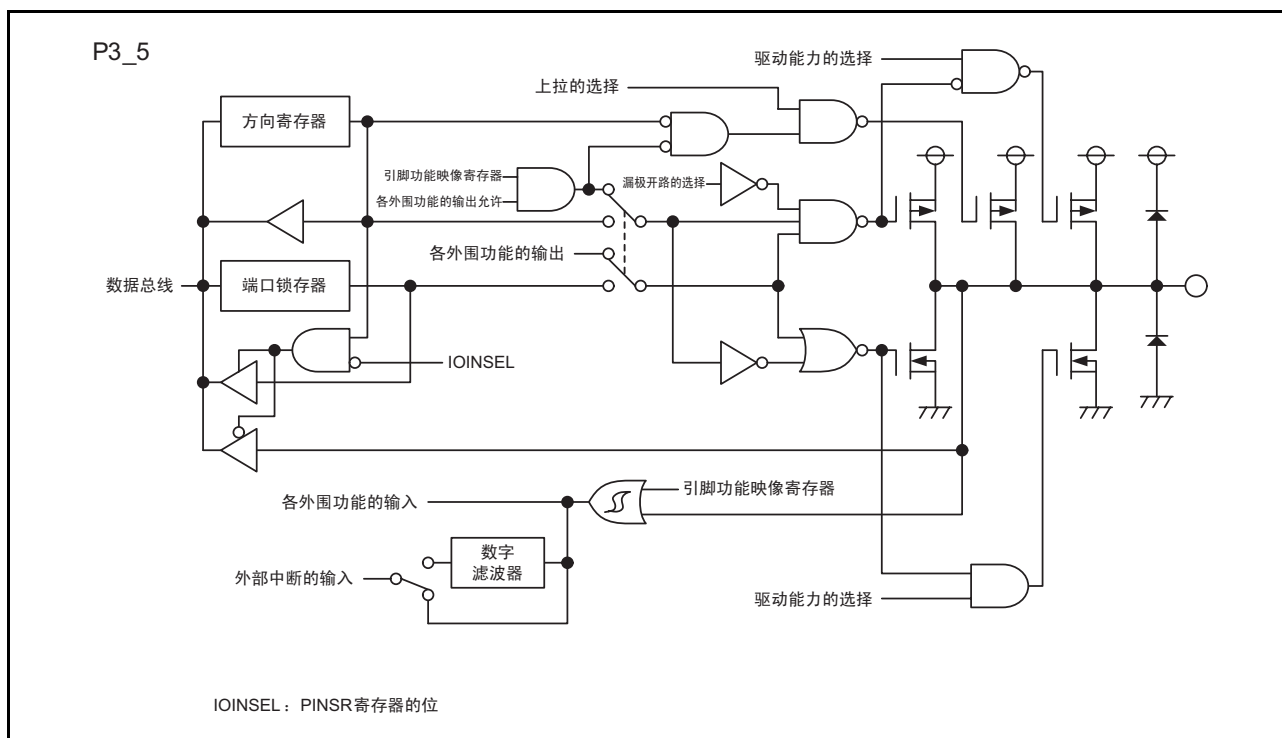 P3_5
驱动能力的选择
上拉的选择
方向寄存器
引脚功能映像寄存器
漏极开路的选择
各外围功能的输出允许
各外围功能的输出
数据总线
端口锁存器
IOINSEL
各外围功能的输入
引脚功能映像寄存器
数字
滤波器
外部中断的输入
驱动能力的选择
IOINSEL：PINSR寄存器的位